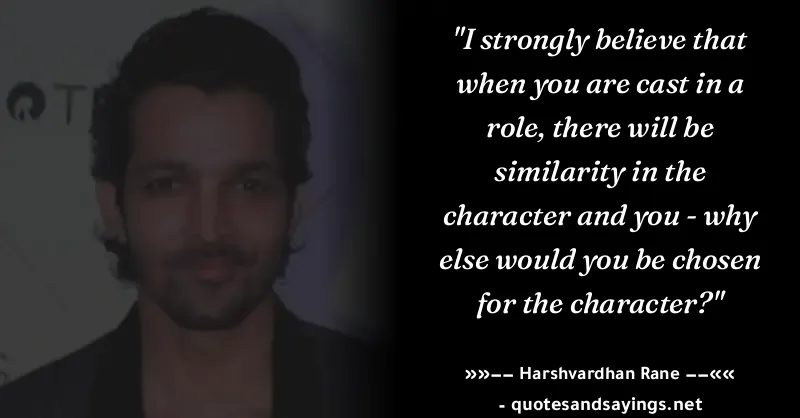 "I strongly believe that
when you are cast in a
role, there will be
similarity in the
character and you - why
else would you be chosen
for the character?"
»»−− Harshvardhan Rane −−««
- quotesandsayings.net